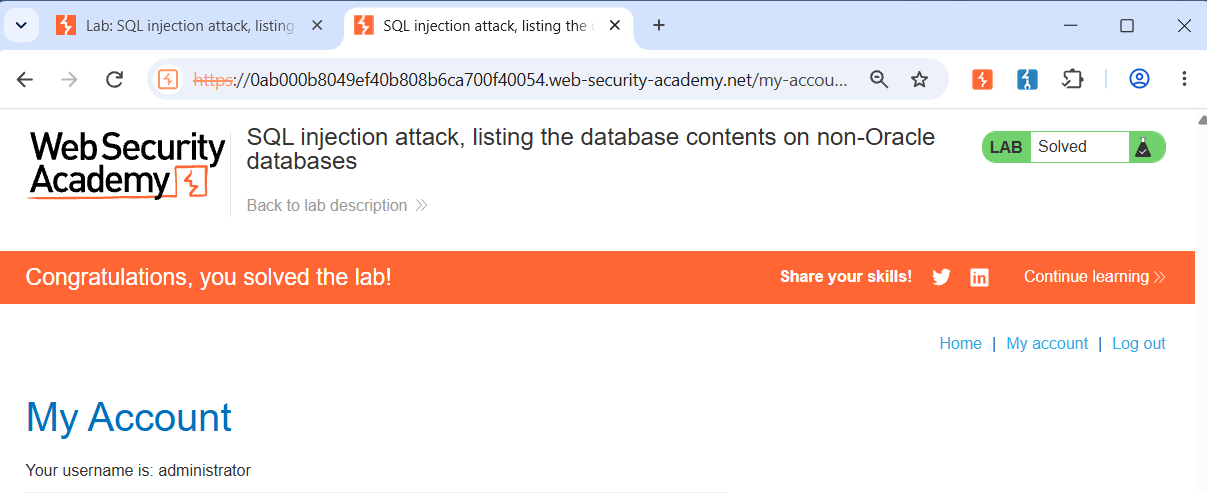 Lab: SQL injection attack, listing
SQL injection attack, listing the
https://0ab000b8049ef40b808b6ca700f40054.web-security-academy.net/my-accou...
Web Security
Academy
SQL injection attack, listing the database contents on non-Oracle
databases
LAB Solved
Back to lab description
Congratulations, you solved the lab!
Share your skills!
Continue learning
Home | My account | Log out
My Account
Your username is: administrator